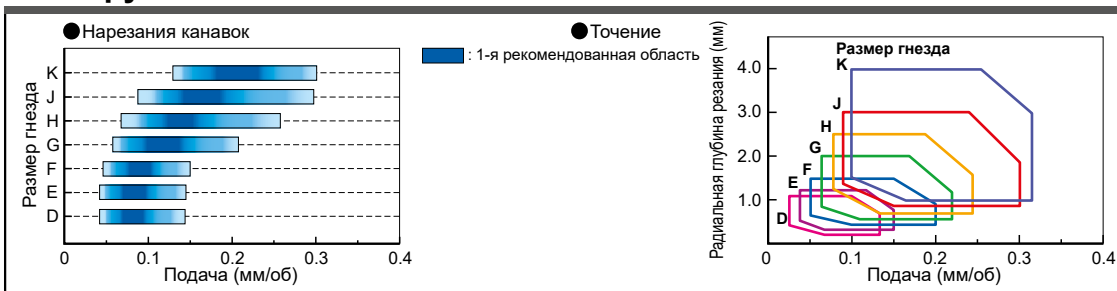 ●Нарезания канавок
Размер гнезда
K
J
H
G
F
E
D
0
0.1
0.2
0.3
0.4
Подача (мм/об)
: 1-я рекомендованная область
●Точение
Радиальная глубина резания (мм)
Размер гнезда
4.0
3.0
2.0
1.0
K
J
H
G
F
E
D
0
0.1
0.2
0.3
0.4
Подача (мм/об)